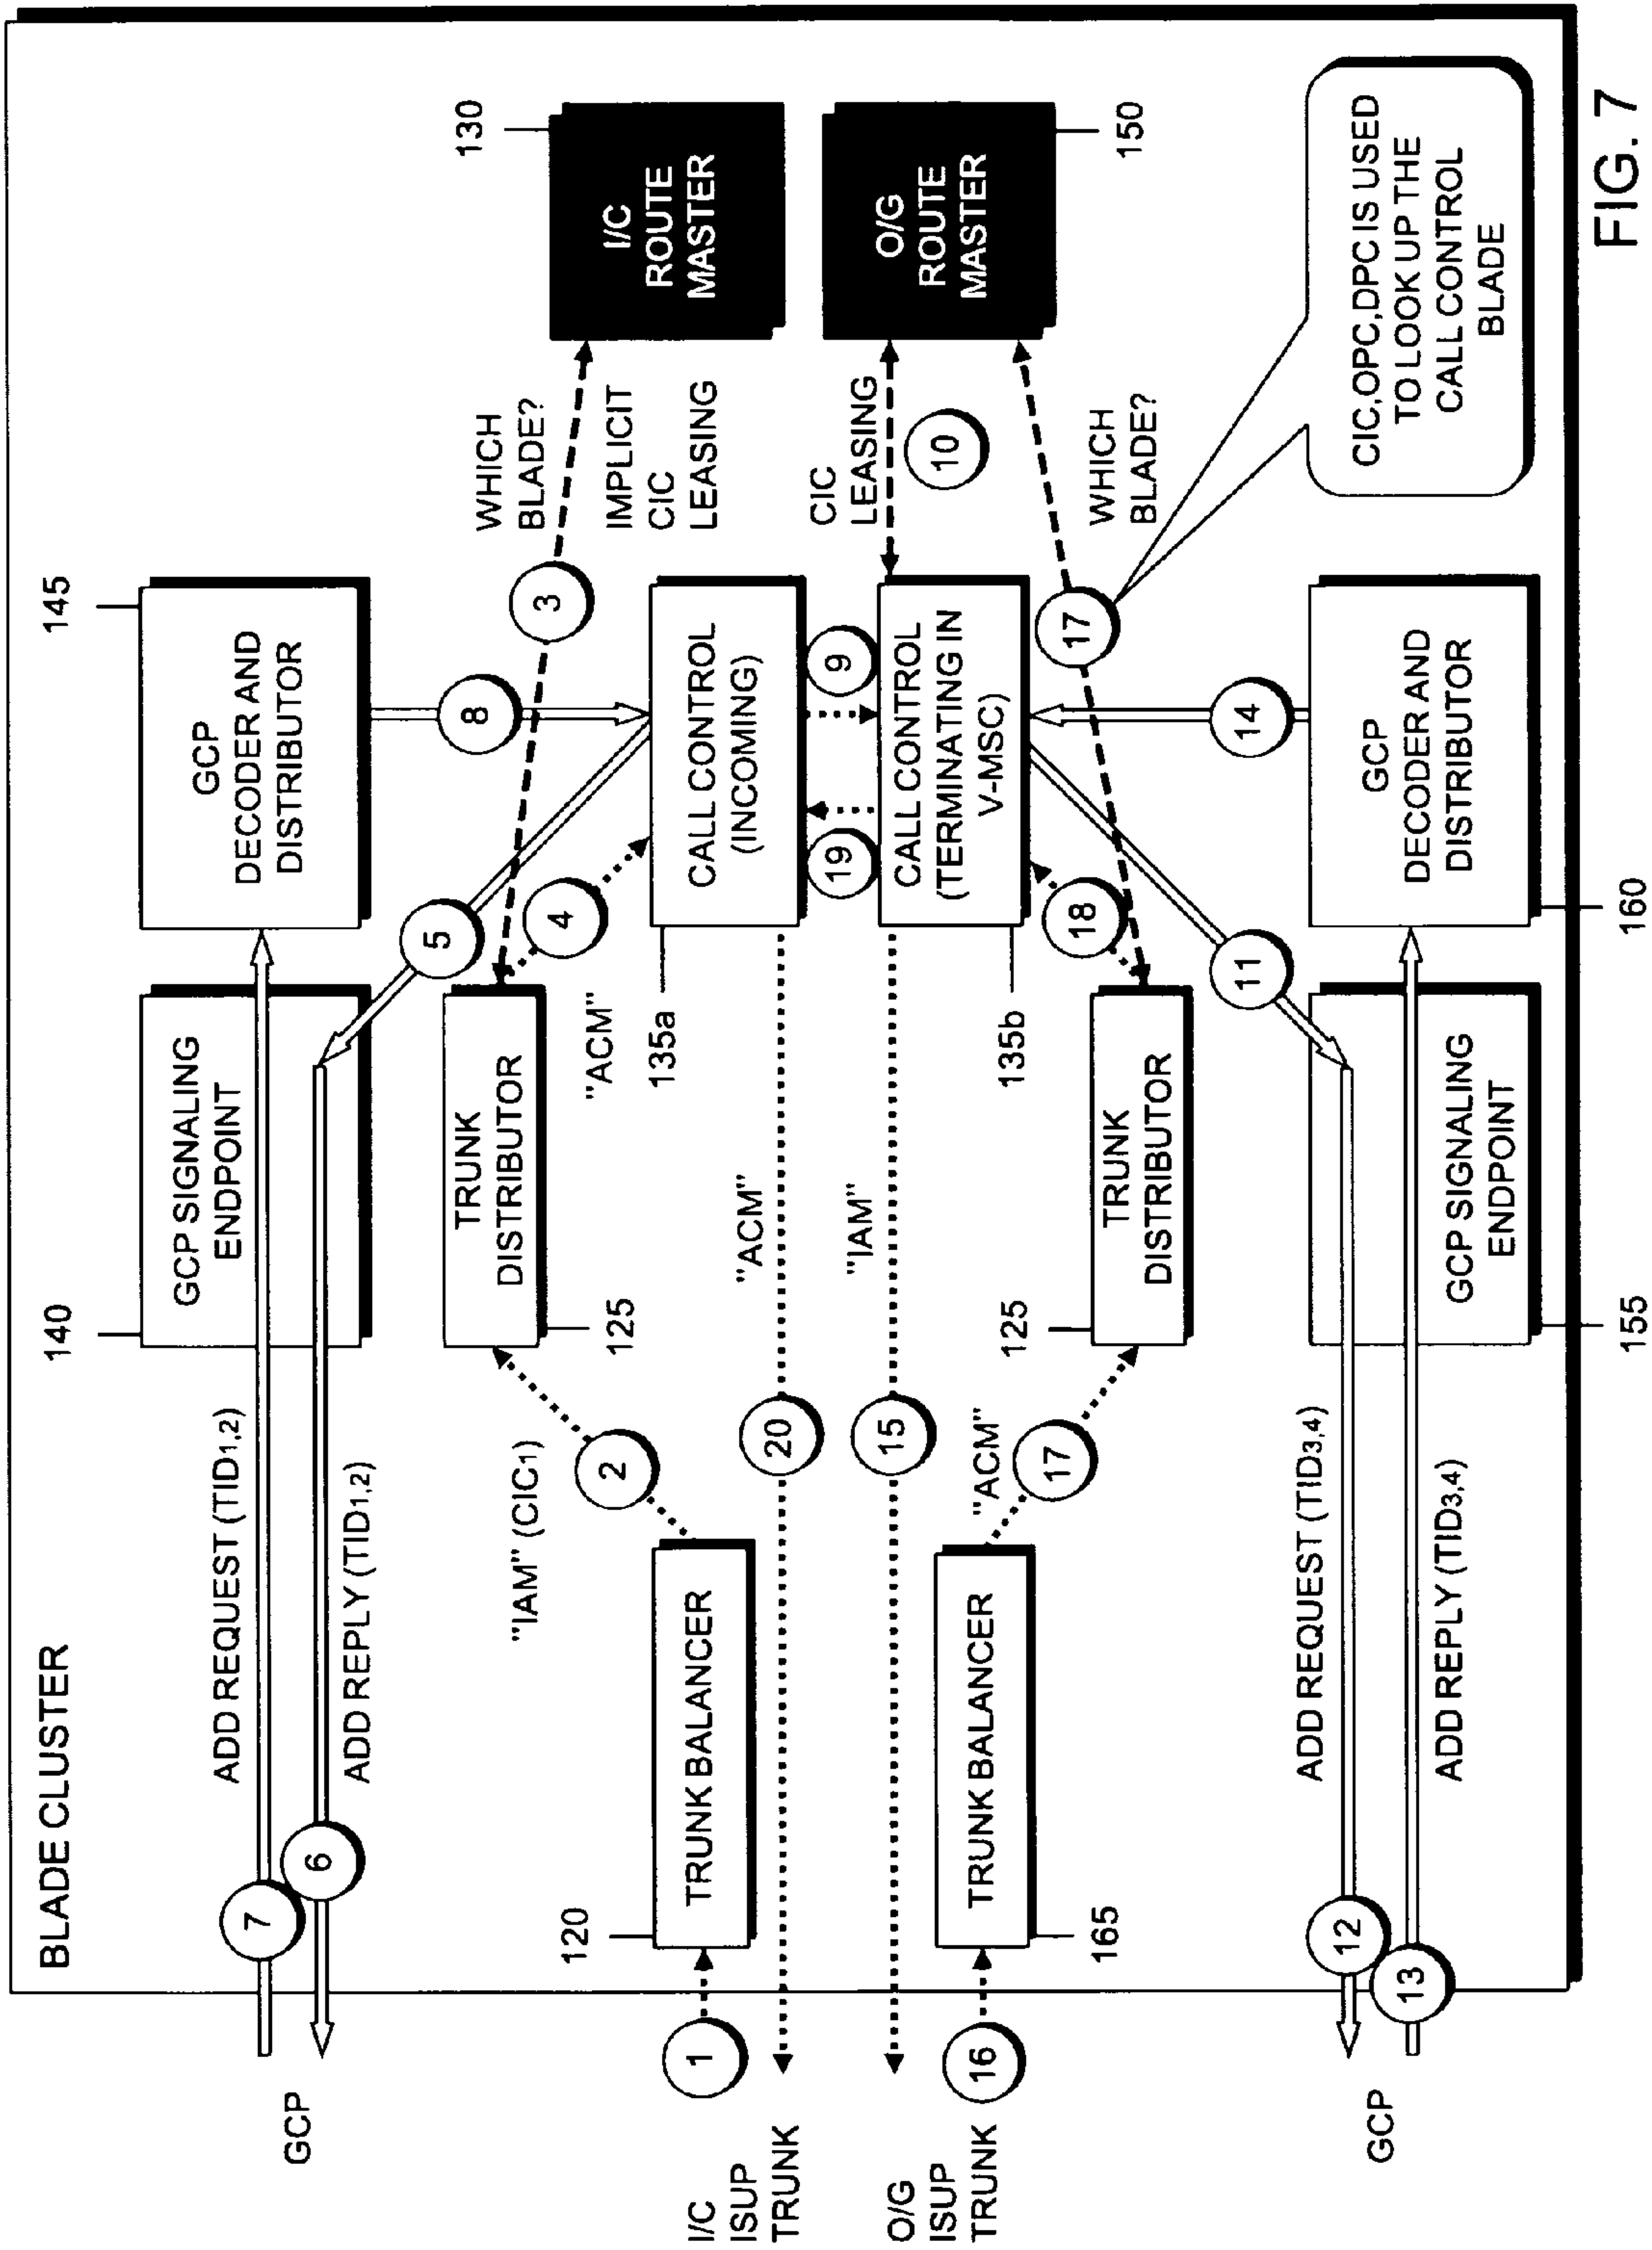 BLADE CLUSTER
140
145
GCP SIGNALING
ENDPOINT
GCP
DECODER AND
DISTRIBUTOR
ADD REQUEST (TID1,2)
7
GCP
6
ADD REPLY (TID1,2)
5
8
WHICH
BLADE?
3
IMPLICIT
CIC
LEASING
130
I/C
ROUTE
MASTER
TRUNK
DISTRIBUTOR
125
4
"ACM"
"IAM" (CIC1)
2
120
TRUNK BALANCER
1
I/C
ISUP
TRUNK
135a
CALL CONTROL
(INCOMING)
"ACM"
20
19
9
CIC
LEASING
10
O/G
ROUTE
MASTER
150
"IAM"
15
CALL CONTROL
(TERMINATING IN
V-MSC)
135b
O/G
ISUP
TRUNK
16
TRUNK BALANCER
165
"ACM"
17
125
TRUNK
DISTRIBUTOR
18
17
WHICH
BLADE?
11
14
CIC,OPC,DPC IS USED
TO LOOK UP THE
CALL CONTROL
BLADE
ADD REQUEST (TID3,4)
12
GCP
13
ADD REPLY (TID3,4)
GCP SIGNALING
ENDPOINT
155
GCP
DECODER AND
DISTRIBUTOR
160
FIG. 7